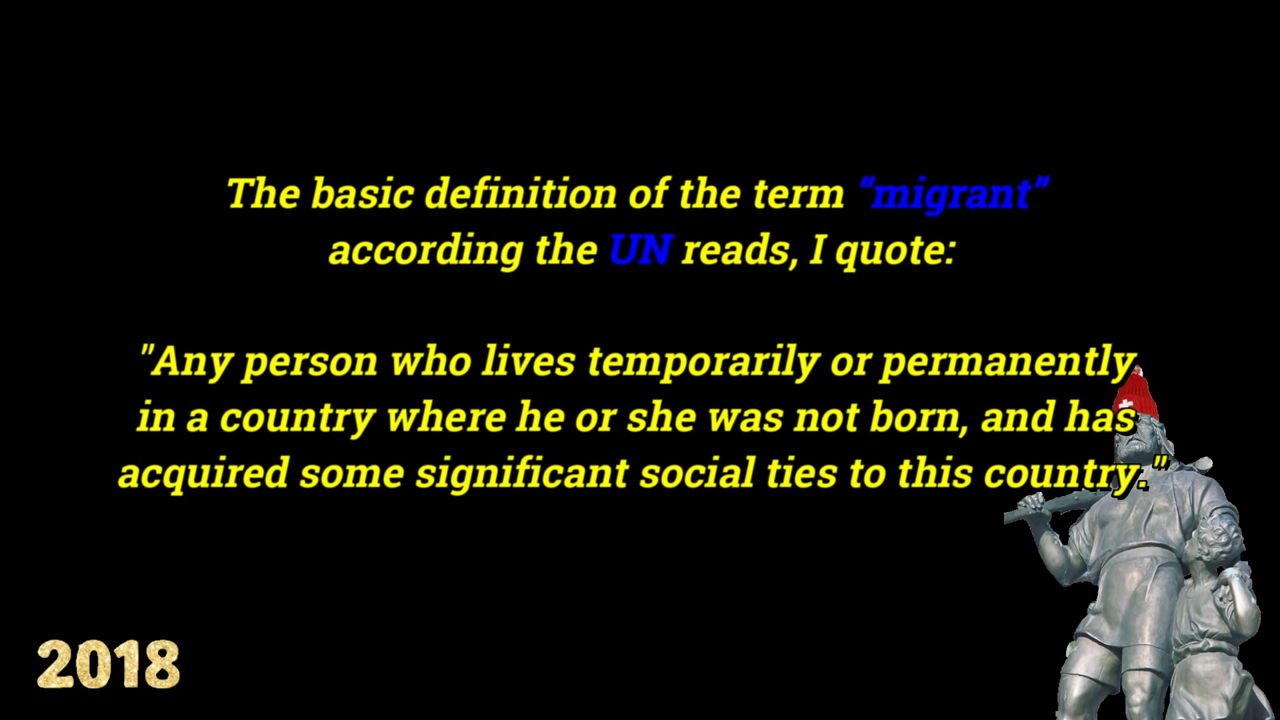 The basic definition of the term “migrant”
according the UN reads, I quote:
"Any person who lives temporarily or permanently
in a country where he or she was not born, and has
acquired some significant social ties to this country."
2018